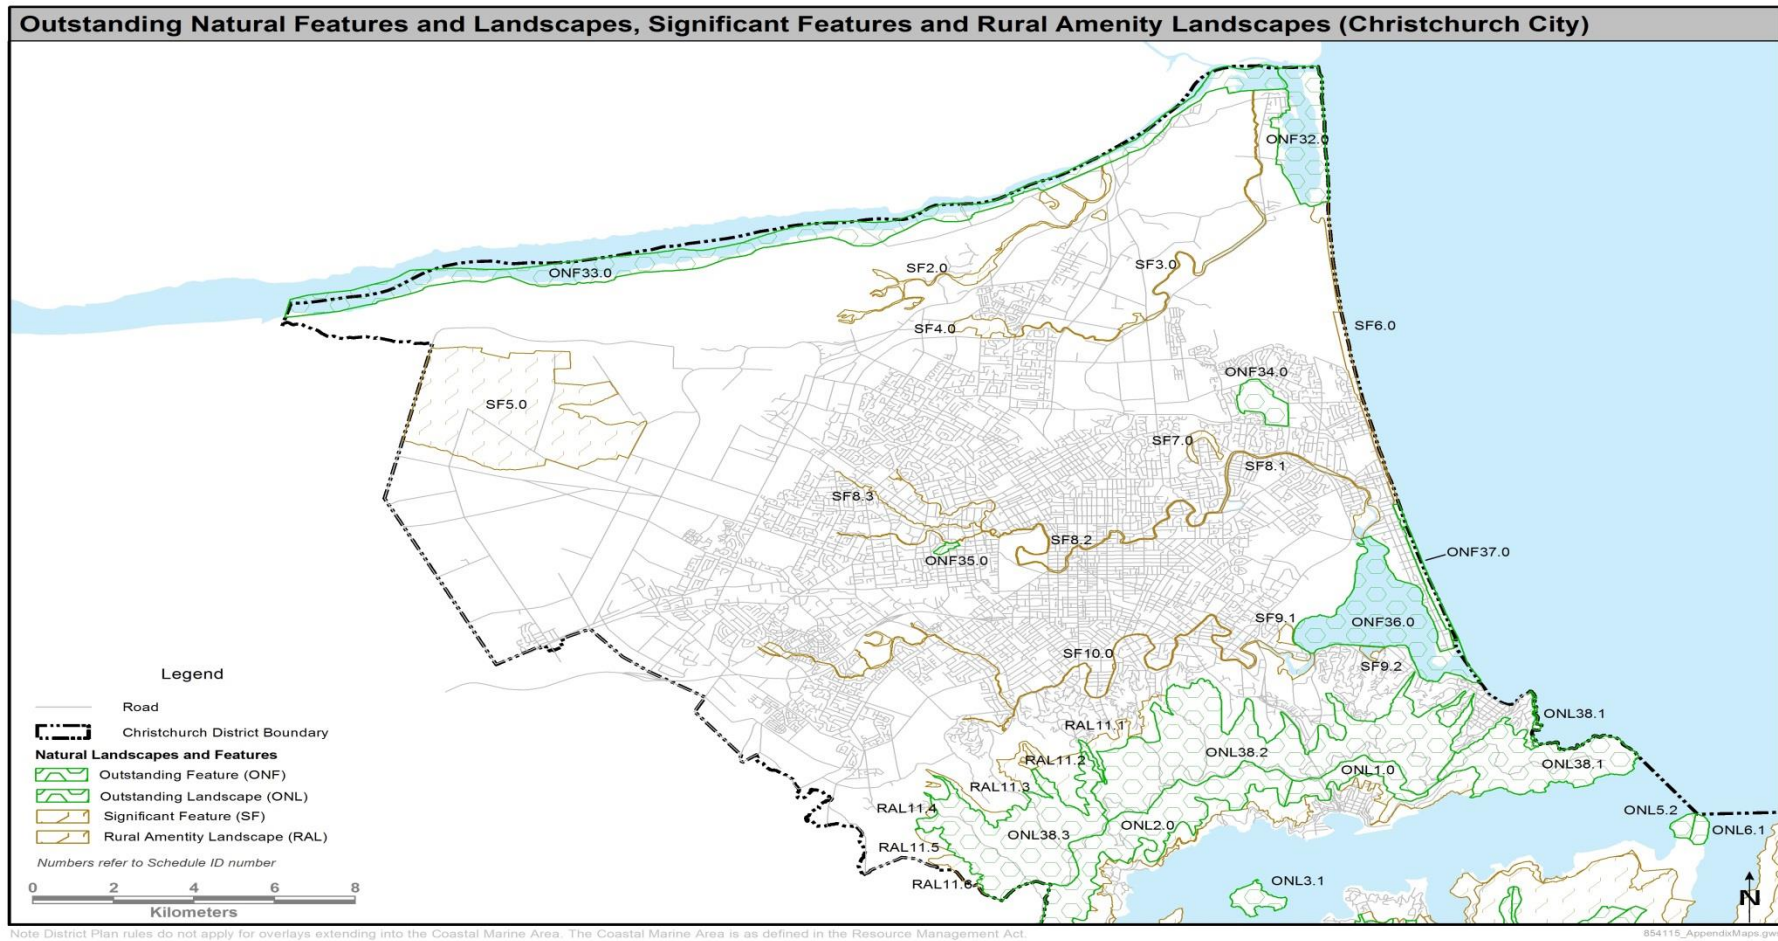 Outstanding Natural Features and Landscapes, Significant Features and Rural Amenity Landscapes (Christchurch City)
ONF32.0
ONF33.0
SF2.0
SF3.0
SF4.0
SF6.0
ONF34.0
SF5.0
SF7.0
SF8.1
SF8.3
SF8.2
ONF35.0
ONF37.0
SF9.1
ONF36.0
SF10.0
SF9.2
RAL11.1
ONL38.1
RAL11.2
ONL38.2
ONL1.0
ONL38.1
RAL11.3
RAL11.4
ONL38.3
ONL2.0
ONL5.2
ONL6.1
RAL11.5
RAL11.6
ONL3.1
Legend
Road
Christchurch District Boundary
Natural Landscapes and Features
Outstanding Feature (ONF)
Outstanding Landscape (ONL)
Significant Feature (SF)
Rural Amentity Landscape (RAL)
Numbers refer to Schedule ID number
0 2 4 6 8
Kilometers
N
Note District Plan rules do not apply for overlays extending into the Coastal Marine Area. The Coastal Marine Area is as defined in the Resource Management Act.